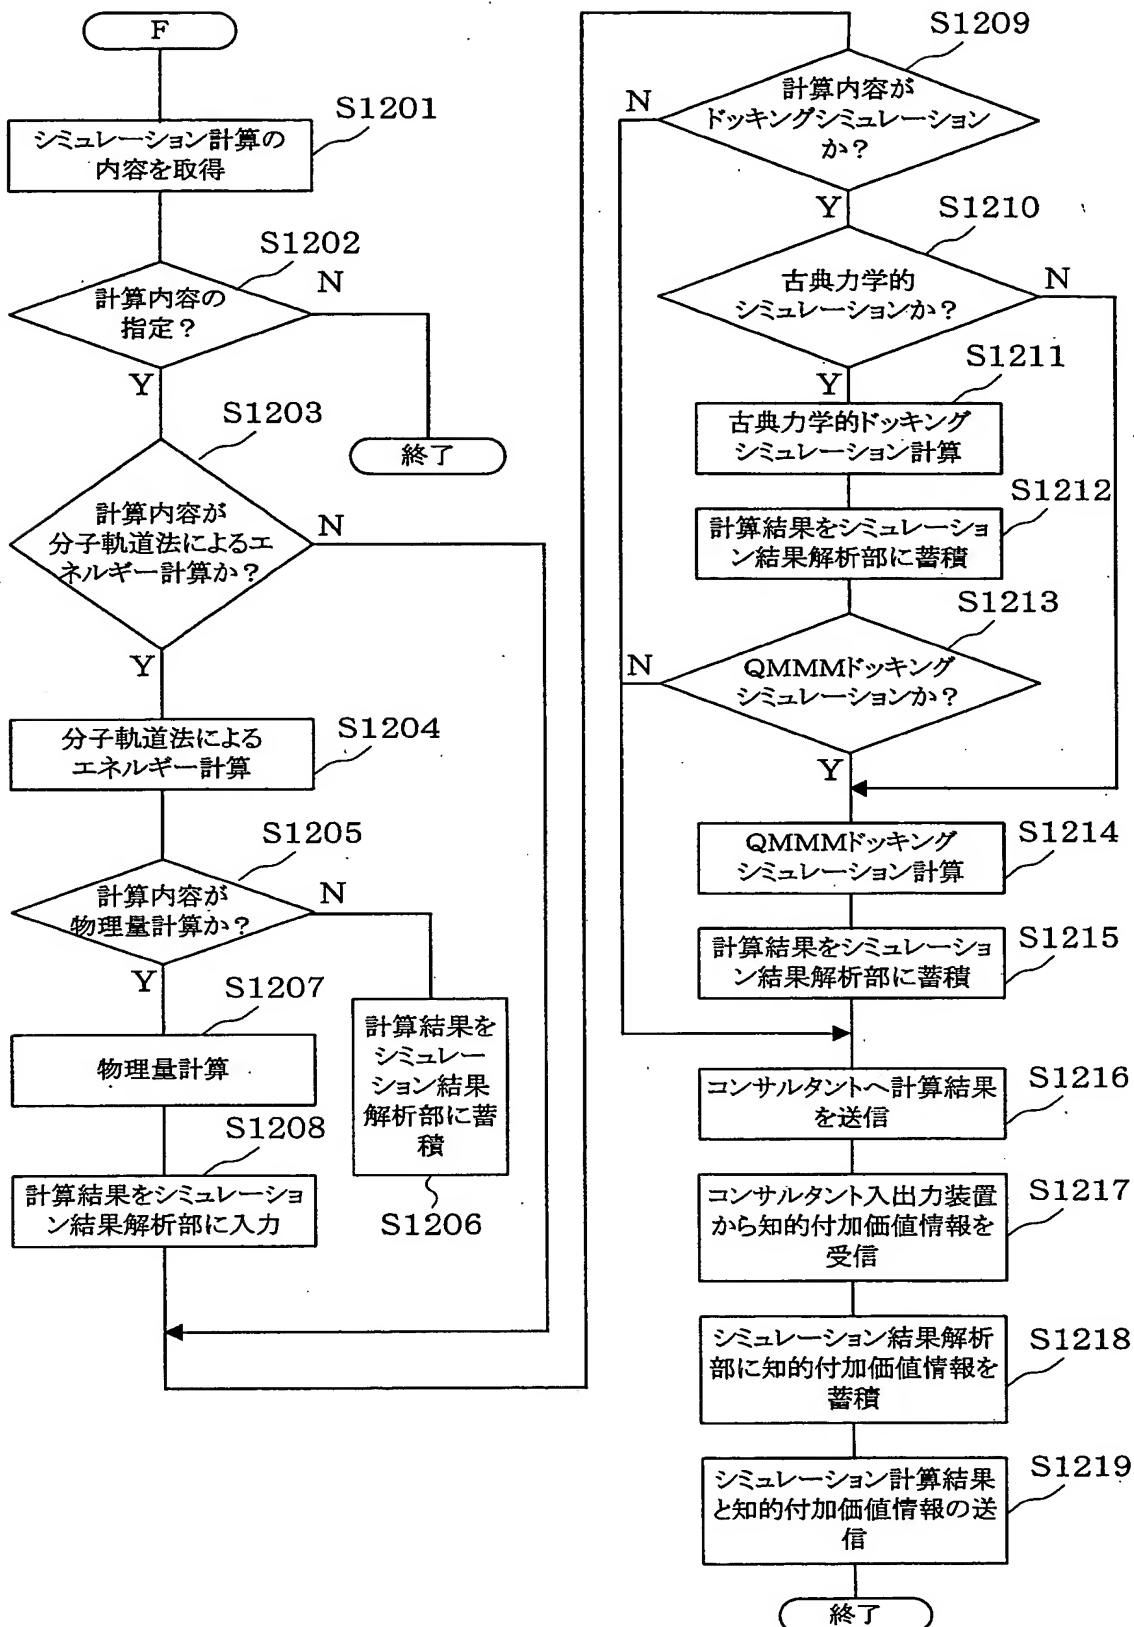 F
S1201
シミュレーション計算の
内容を取得
S1202
計算内容の
指定?
N
Y
終了
S1203
計算内容が
分子軌道法によるエ
ネルギー計算か?
N
Y
S1204
分子軌道法による
エネルギー計算
S1205
計算内容が
物理量計算か?
N
Y
S1207
物理量計算
計算結果を
シミュレー
ション結果
解析部に蓄
積
S1206
S1208
計算結果をシミュレーショ
ン結果解析部に入力
S1209
計算内容が
ドッキングシミュレーション
か?
N
Y
S1210
古典力学的
シミュレーションか?
N
Y
S1211
古典力学的ドッキング
シミュレーション計算
S1212
計算結果をシミュレーショ
ン結果解析部に蓄積
S1213
QMMMドッキング
シミュレーションか?
N
Y
S1214
QMMMドッキング
シミュレーション計算
S1215
計算結果をシミュレーショ
ン結果解析部に蓄積
S1216
コンサルタントへ計算結果
を送信
S1217
コンサルタント入出力装置
から知的付加価値情報を
受信
S1218
シミュレーション結果解析
部に知的付加価値情報を
蓄積
S1219
シミュレーション計算結果
と知的付加価値情報の送
信
終了